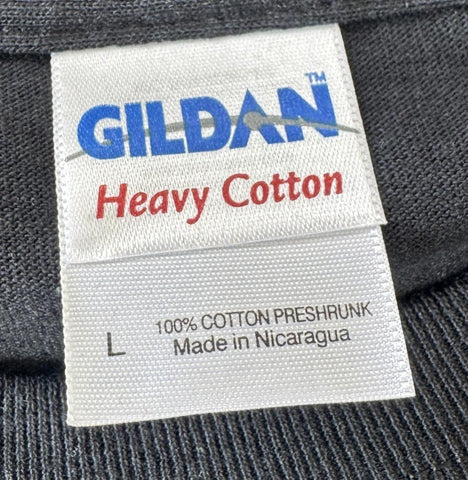 GILDAN™
Heavy Cotton
L 100% COTTON PRESHRUNK
Made in Nicaragua